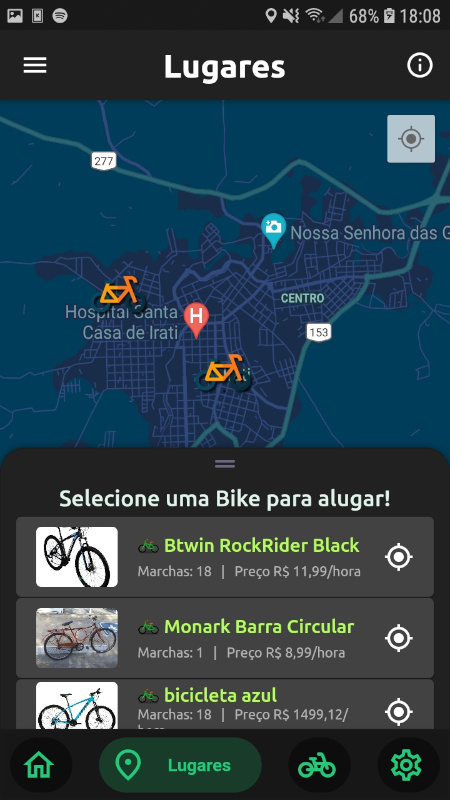 68% 18:08
Lugares
277
Nossa Senhora das G
CENTRO
Hospital Santa
Casa de Irati
H
153
Selecione uma Bike para alugar!
Btwin RockRider Black
Marchas: 18 | Preço R$ 11,99/hora
Monark Barra Circular
Marchas: 1 | Preço R$ 8,99/hora
bicicleta azul
Marchas: 18 | Preço R$ 1499,12/
hora
Lugares